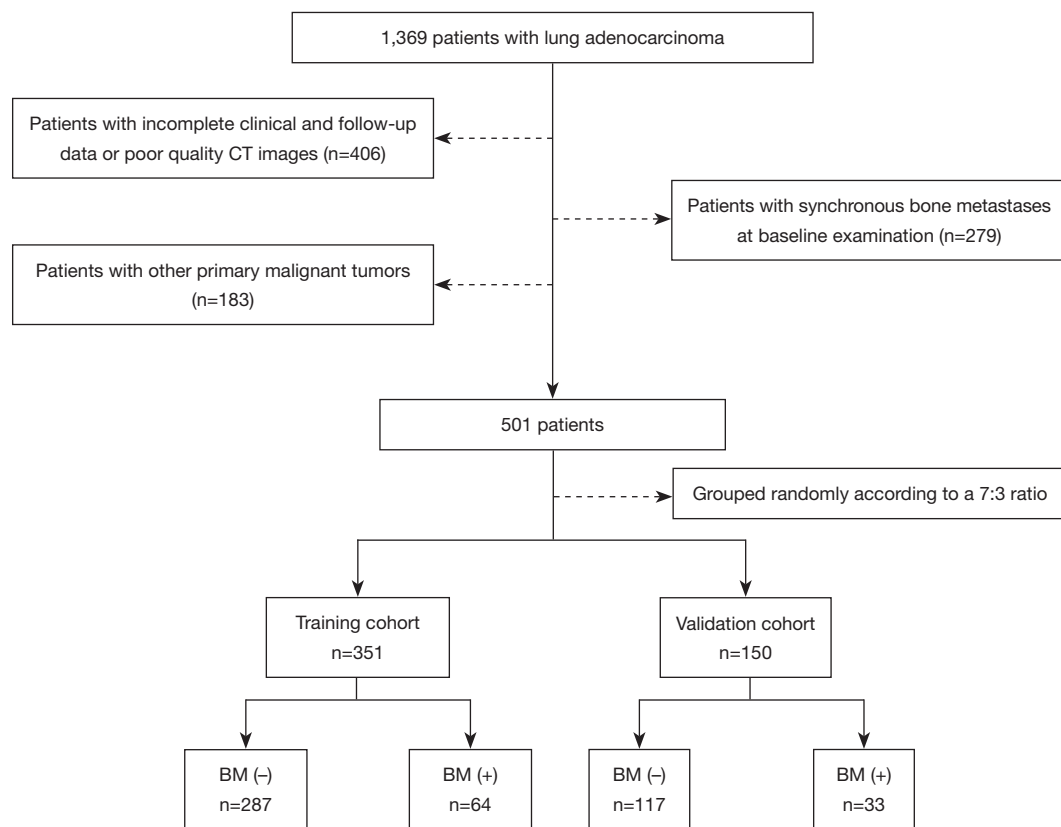 1,369 patients with lung adenocarcinoma
Patients with incomplete clinical and follow-up
data or poor quality CT images (n=406)
Patients with synchronous bone metastases
at baseline examination (n=279)
Patients with other primary malignant tumors
(n=183)
501 patients
Grouped randomly according to a 7:3 ratio
Training cohort
n=351
Validation cohort
n=150
BM (–)
n=287
BM (+)
n=64
BM (–)
n=117
BM (+)
n=33